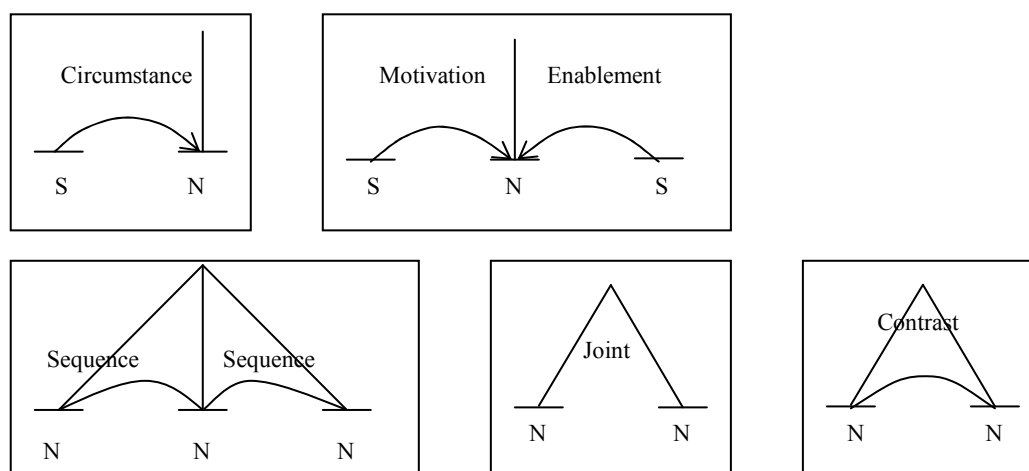 Circumstance
S N
Motivation Enablement
S N S
Sequence Sequence
N N N
Joint
N N
Contrast
N N